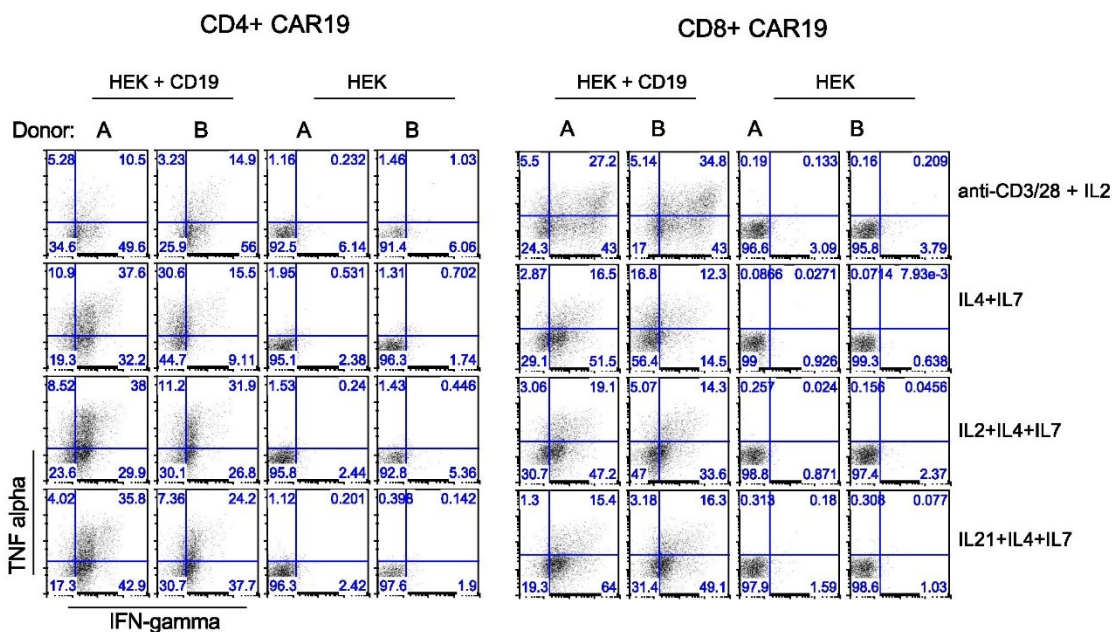 CD4+ CAR19 CD8+ CAR19
HEK + CD19 HEK HEK + CD19 HEK
Donor: A B A B A B A B
5.28 10.5 3.23 14.9 1.16 0.232 1.46 1.03 5.5 27.2 5.14 34.8 0.19 0.133 0.16 0.209
anti-CD3/28 + IL2
34.6 49.6 25.9 56 92.5 6.14 91.4 6.06 24.3 43 17 43 96.6 3.09 95.8 3.79
10.9 37.6 30.6 15.5 1.95 0.531 1.31 0.702 2.87 16.5 16.8 12.3 0.0866 0.0271 0.0714 7.93e-3
IL4+IL7
19.3 32.2 44.7 9.11 95.1 2.38 96.3 1.74 29.1 51.5 56.4 14.5 99 0.926 99.3 0.638
8.52 38 11.2 31.9 1.53 0.24 1.43 0.446 3.06 19.1 5.07 14.3 0.257 0.024 0.156 0.0456
IL2+IL4+IL7
23.6 29.9 30.1 26.8 95.8 2.44 92.8 5.36 30.7 47.2 47 33.6 98.8 0.871 97.4 2.37
4.02 35.8 7.36 24.2 1.12 0.201 0.398 0.142 1.3 15.4 3.18 16.3 0.313 0.18 0.308 0.077
IL21+IL4+IL7
17.3 42.9 30.7 37.7 96.3 2.42 97.6 1.9 19.3 64 31.4 49.1 97.9 1.59 98.6 1.03
TNF alpha
IFN-gamma